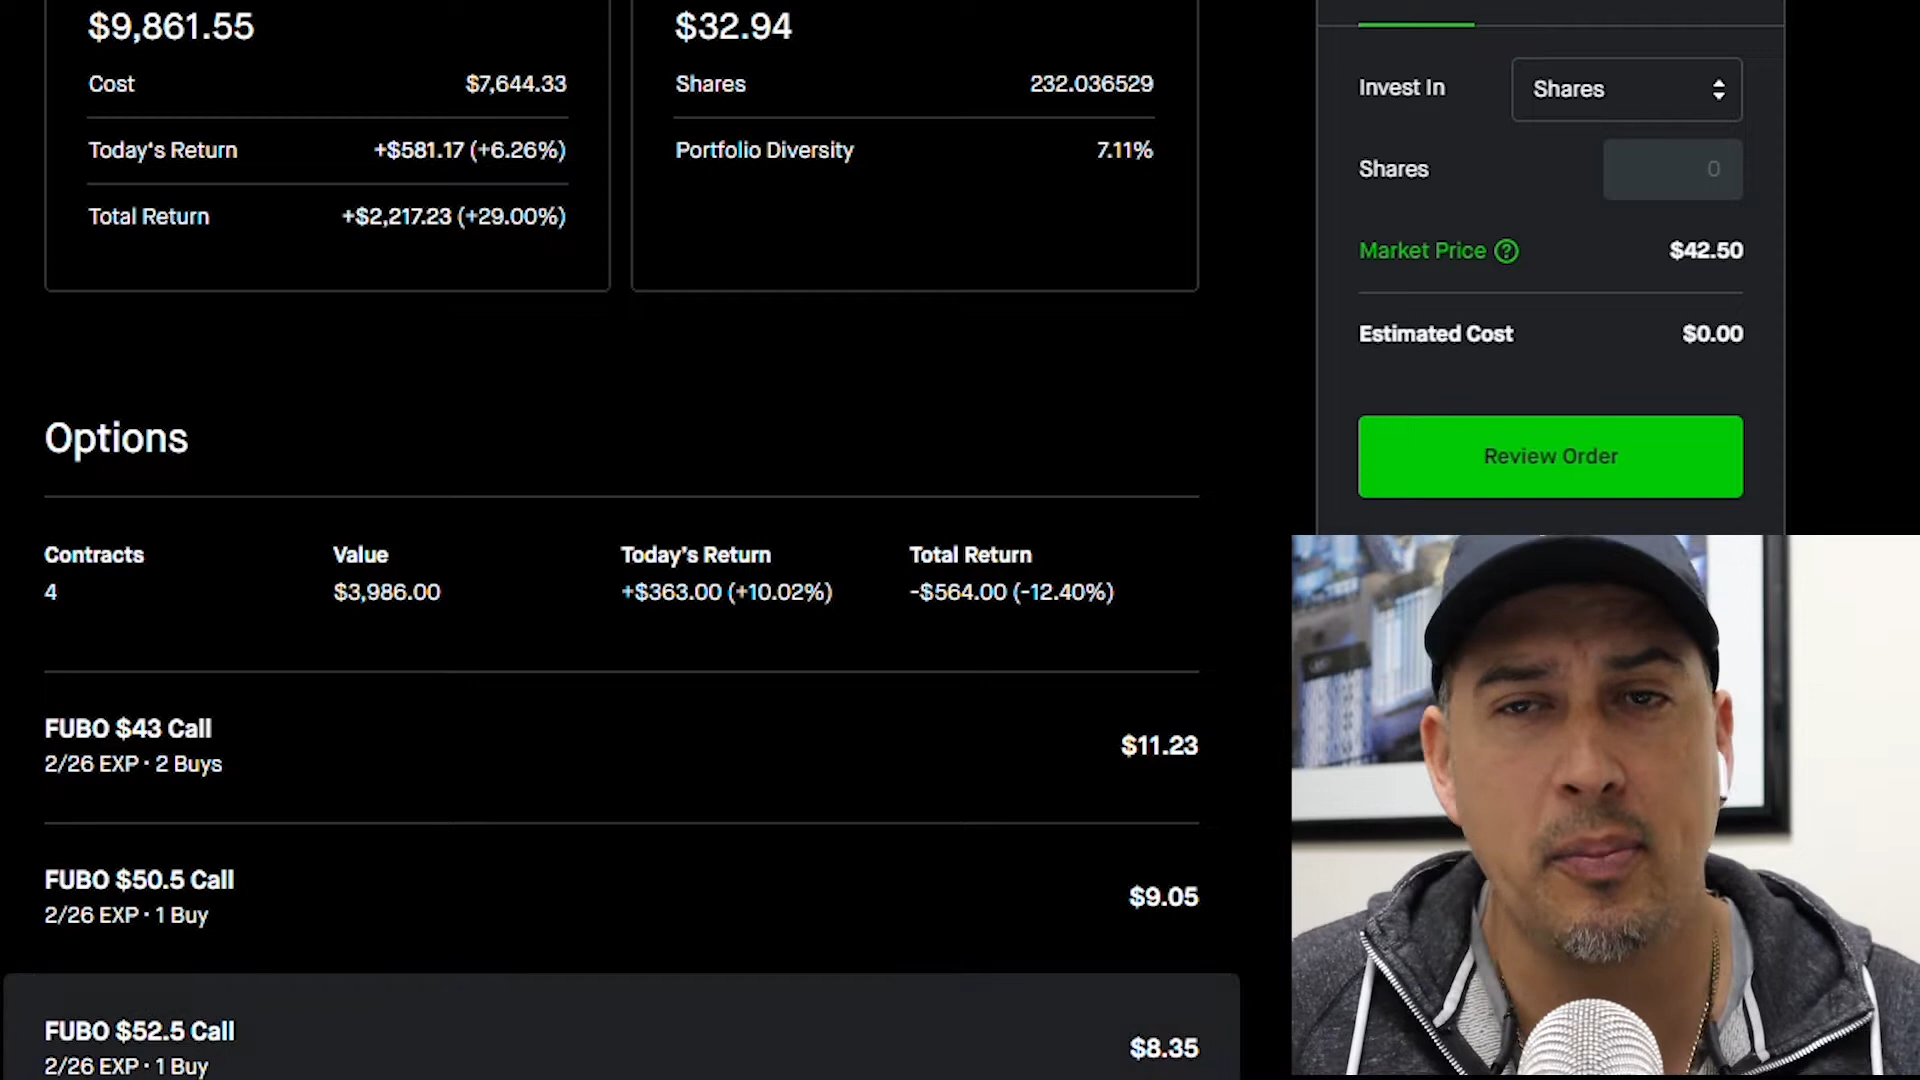 $9,861.55
Cost $7,644.33
Today's Return +$581.17 (+6.26%)
Total Return +$2,217.23 (+29.00%)
$32.94
Shares 232.036529
Portfolio Diversity 7.11%
Invest In Shares
Shares 0
Market Price ? $42.50
Estimated Cost $0.00
Review Order
Options
Contracts Value Today's Return Total Return
4 $3,986.00 +$363.00 (+10.02%) -$564.00 (-12.40%)
FUBO $43 Call
2/26 EXP · 2 Buys
$11.23
FUBO $50.5 Call
2/26 EXP · 1 Buy
$9.05
FUBO $52.5 Call
2/26 EXP · 1 Buy
$8.35